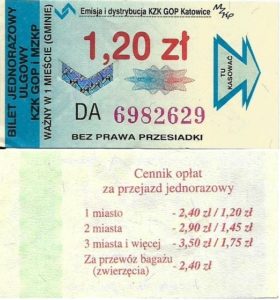 Emisja i dystrybucja KZK GOP Katowice
MZKP
BILET JEDNORAZOWY
ULGOWY
KZK GOP i MZKP
WAŻNY W 1 MIEŚCIE (GMINIE)
1,20 zł
TU
KASOWAĆ
DA 6982629
BEZ PRAWA PRZESIADKI
Cennik opłat
za przejazd jednorazowy
1 miasto - 2,40 zł / 1,20 zł
2 miasta - 2,90 zł / 1,45 zł
3 miasta i więcej - 3,50 zł / 1,75 zł
Za przewóz bagażu
(zwierzęcia) - 2,40 zł